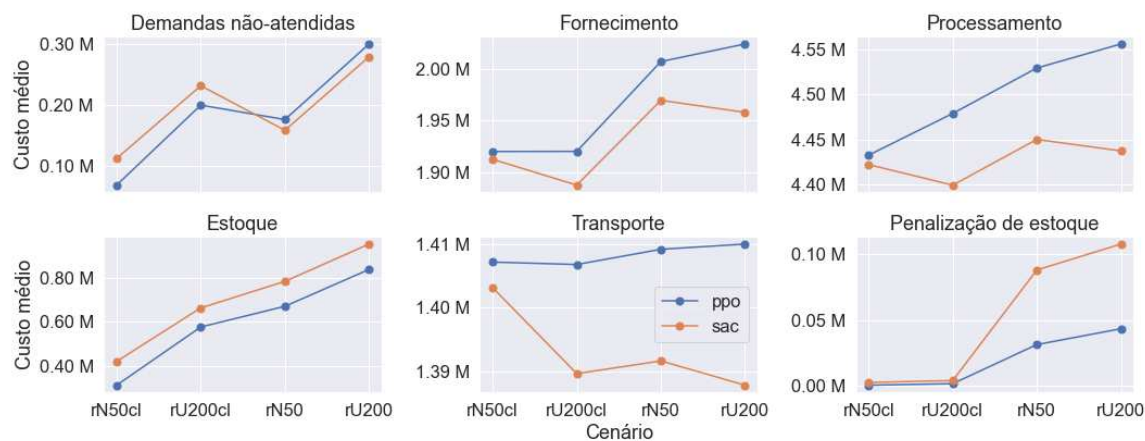 Demandas não-atendidas
Fornecimento
Processamento
Custo médio
0.30 M
0.20 M
0.10 M
2.00 M
1.95 M
1.90 M
4.55 M
4.50 M
4.45 M
4.40 M
Estoque
Transporte
Penalização de estoque
Custo médio
0.80 M
0.60 M
0.40 M
1.41 M
1.40 M
1.39 M
ppo
sac
0.10 M
0.05 M
0.00 M
rN50cl rU200cl rN50 rU200
rN50cl rU200cl rN50 rU200
rN50cl rU200cl rN50 rU200
Cenário